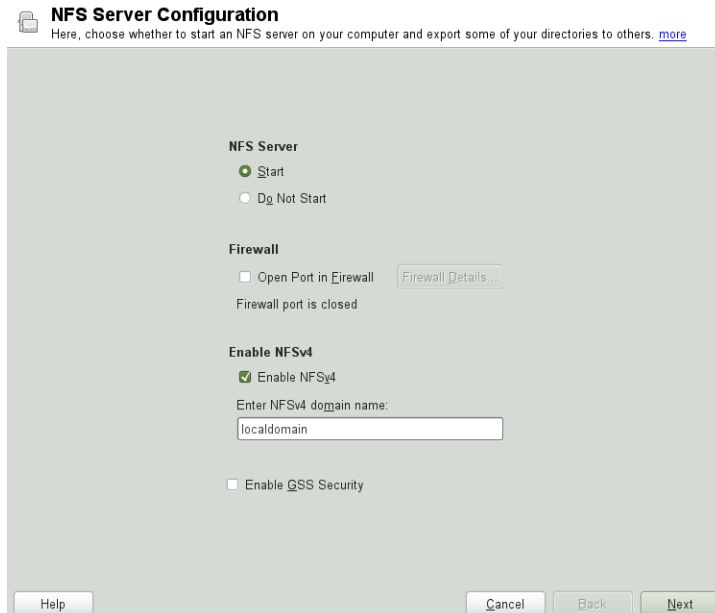 NFS Server Configuration
Here, choose whether to start an NFS server on your computer and export some of your directories to others. more
NFS Server
Start
Do Not Start
Firewall
Open Port in Firewall Firewall Details...
Firewall port is closed
Enable NFSv4
Enable NFSv4
Enter NFSv4 domain name:
localdomain
Enable GSS Security
Help Cancel Back Next